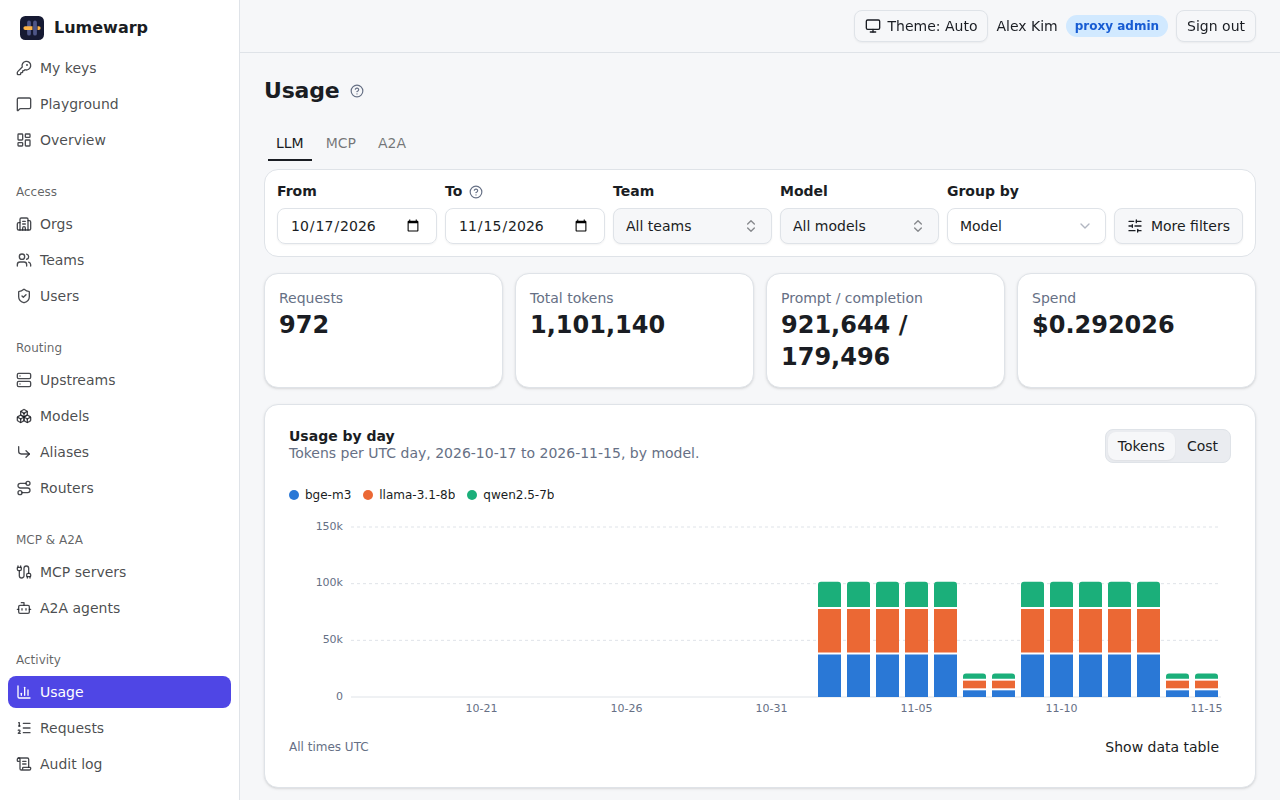 Lumewarp
Theme: Auto
Alex Kim
proxy admin
Sign out
My keys
Playground
Overview
Access
Orgs
Teams
Users
Routing
Upstreams
Models
Aliases
Routers
MCP & A2A
MCP servers
A2A agents
Activity
Usage
Requests
Audit log
Usage
LLM MCP A2A
From
10/17/2026
To
11/15/2026
Team
All teams
Model
All models
Group by
Model
More filters
Requests
972
Total tokens
1,101,140
Prompt / completion
921,644 /
179,496
Spend
$0.292026
Usage by day
Tokens per UTC day, 2026-10-17 to 2026-11-15, by model.
Tokens Cost
bge-m3 llama-3.1-8b qwen2.5-7b
150k
100k
50k
0
10-21 10-26 10-31 11-05 11-10 11-15
All times UTC
Show data table